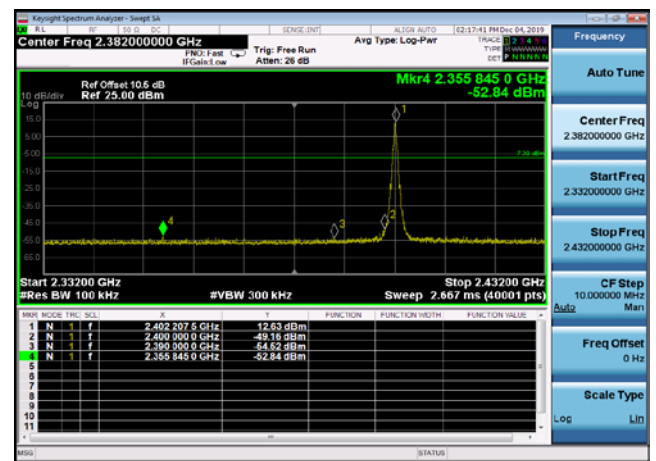 Keysight Spectrum Analyzer - Swept SA
RL RF 50 Ω DC SENSE:INT ALIGN AUTO 02:17:41 PM Dec 04, 2019
Center Freq 2.382000000 GHz
PNO: Fast
IFGain:Low
Trig: Free Run
Atten: 26 dB
Avg Type: Log-Pwr
TRACE 1 2 3 4 5 6
TYPE
DET P N N N N N
Frequency
Mkr4 2.355 845 0 GHz
-52.84 dBm
Ref Offset 10.6 dB
Ref 25.00 dBm
10 dB/div
Log
15.0
5.00
-5.00
-15.0
-25.0
-35.0
-45.0
-55.0
-65.0
1
2
3
4
Start 2.33200 GHz
Stop 2.43200 GHz
#Res BW 100 kHz
#VBW 300 kHz
Sweep 2.667 ms (40001 pts)
MKR MODE TRC SCL X Y FUNCTION FUNCTION WIDTH FUNCTION VALUE
1 N 1 f 2.402 207 5 GHz 12.63 dBm
2 N 1 f 2.400 000 0 GHz -49.16 dBm
3 N 1 f 2.390 000 0 GHz -54.52 dBm
4 N 1 f 2.355 845 0 GHz -52.84 dBm
5
6
7
8
9
10
11
MSG
STATUS
Auto Tune
Center Freq
2.382000000 GHz
Start Freq
2.332000000 GHz
Stop Freq
2.432000000 GHz
CF Step
10.000000 MHz
Auto Man
Freq Offset
0 Hz
Scale Type
Log Lin